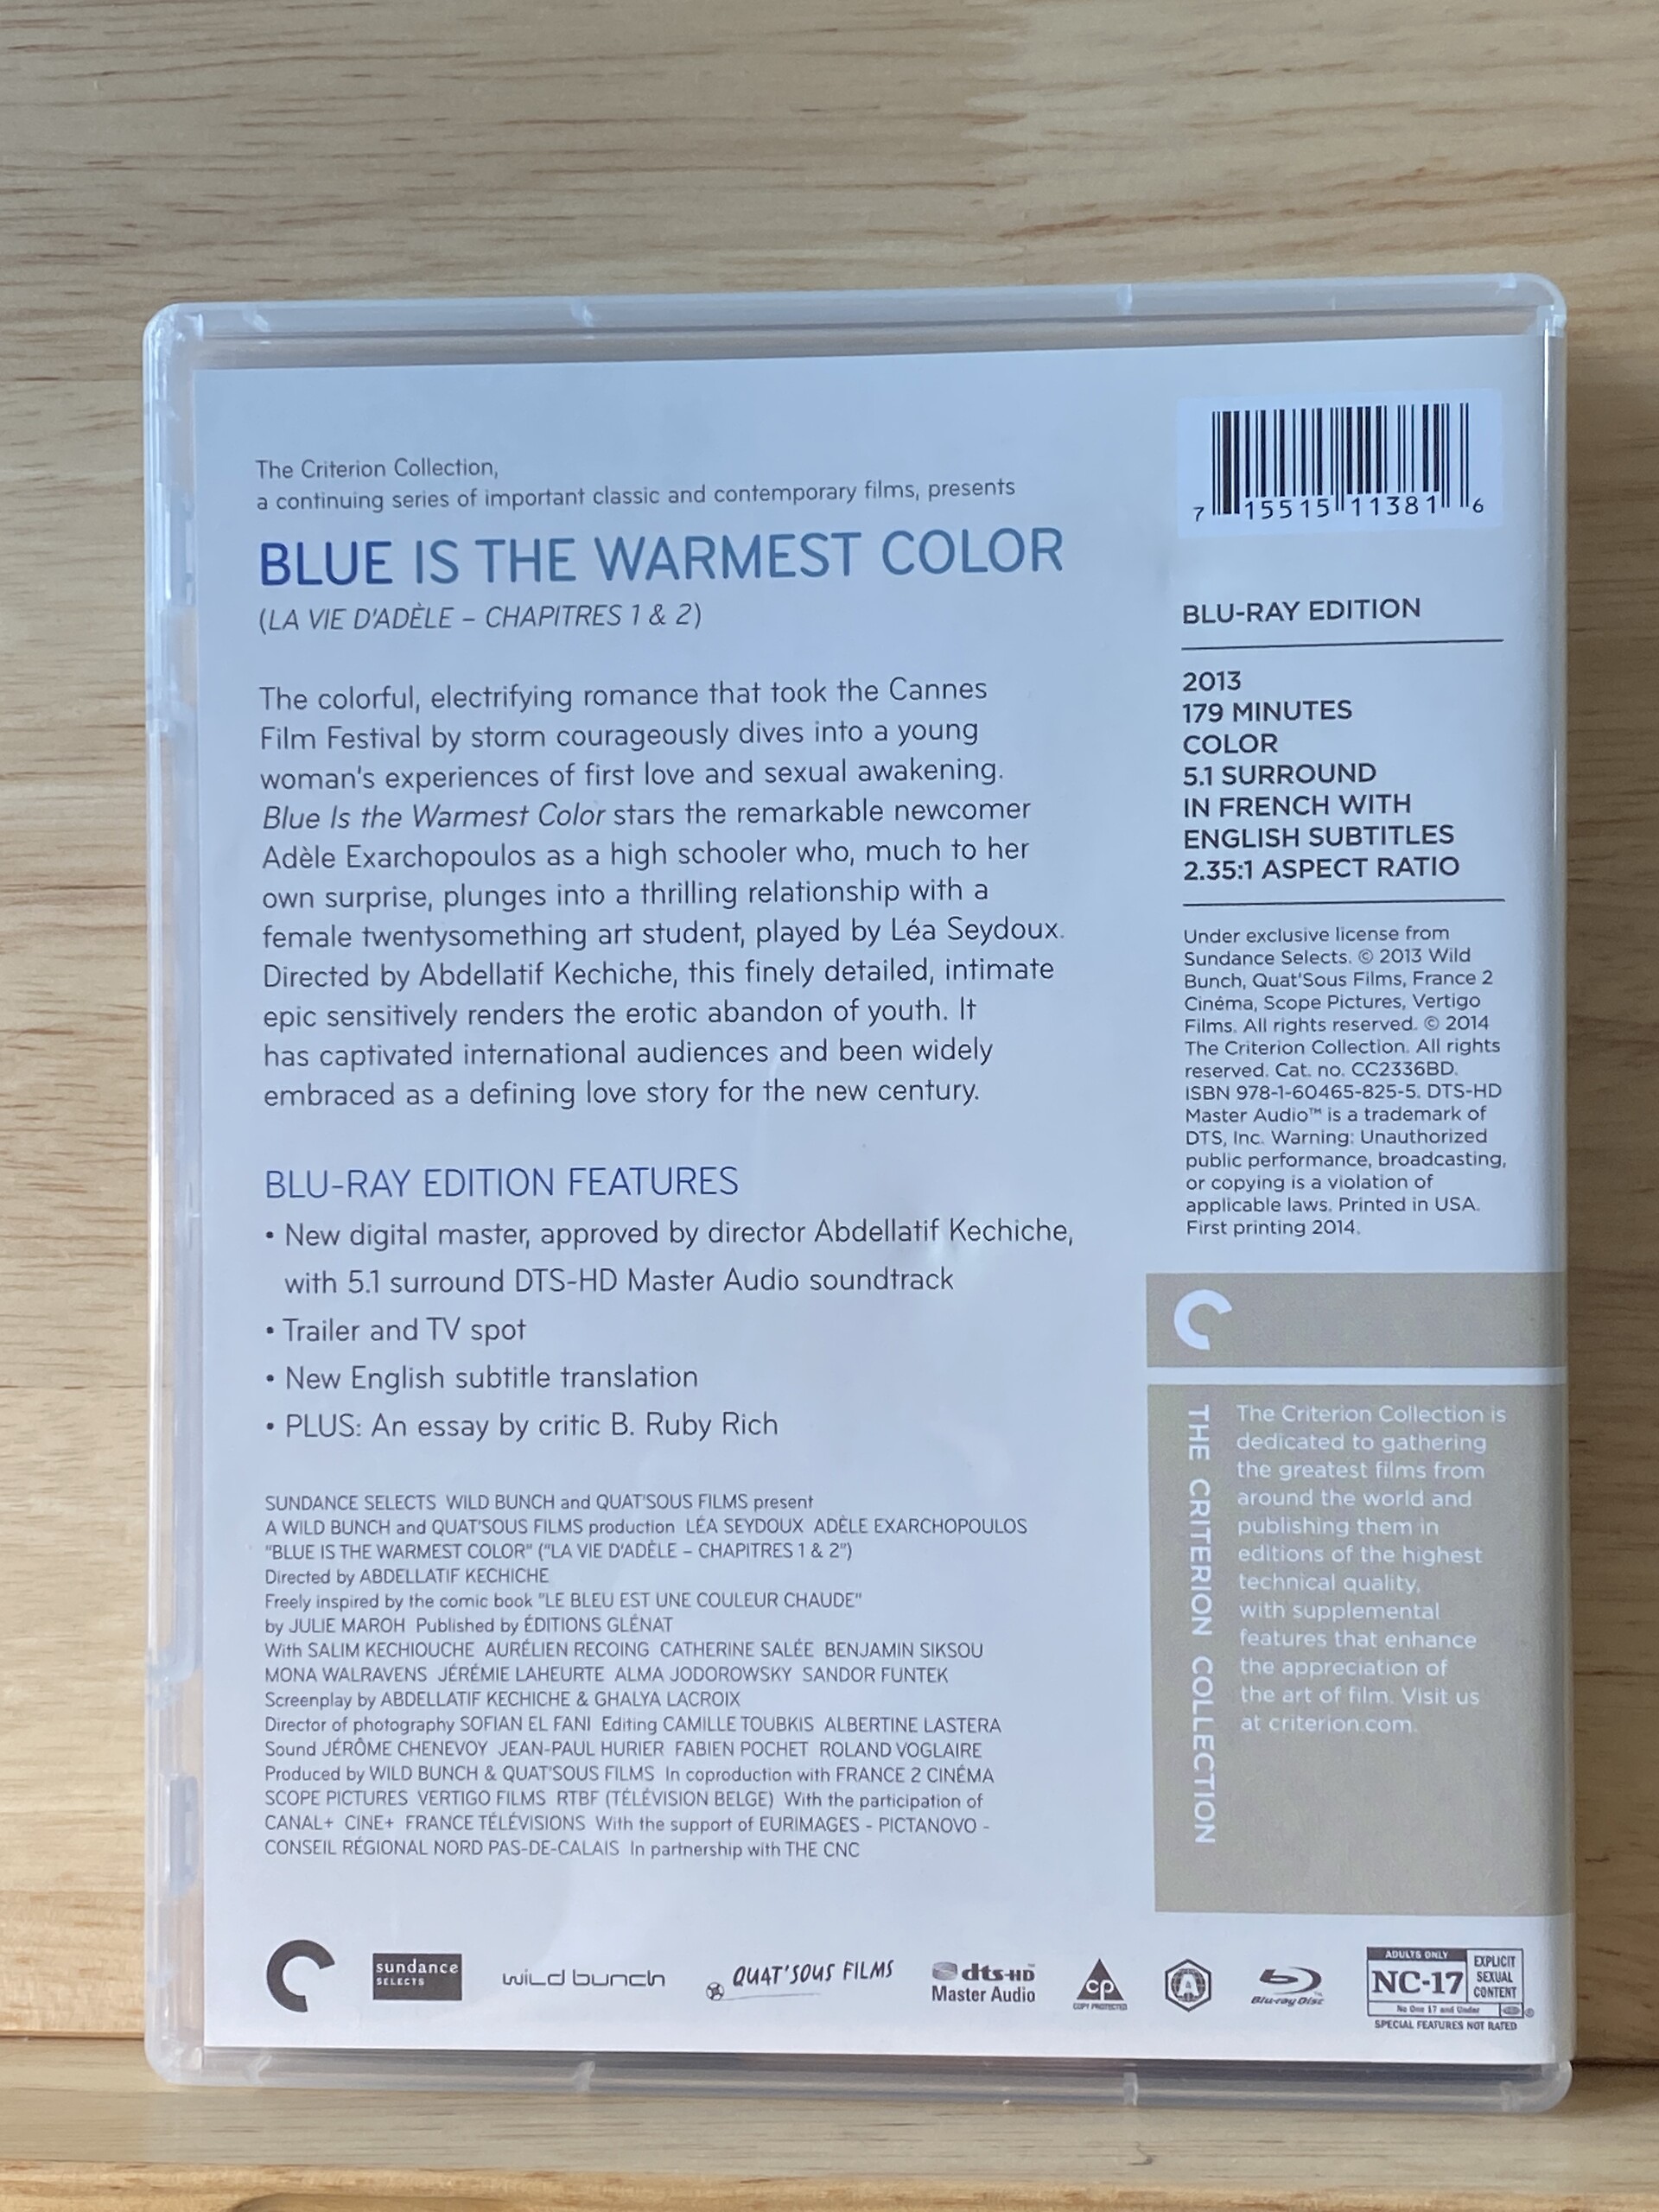 The Criterion Collection,
a continuing series of important classic and contemporary films, presents
BLUE IS THE WARMEST COLOR
(LA VIE D'ADÈLE – CHAPITRES 1 & 2)
The colorful, electrifying romance that took the Cannes
Film Festival by storm courageously dives into a young
woman's experiences of first love and sexual awakening.
Blue Is the Warmest Color stars the remarkable newcomer
Adèle Exarchopoulos as a high schooler who, much to her
own surprise, plunges into a thrilling relationship with a
female twentysomething art student, played by Léa Seydoux.
Directed by Abdellatif Kechiche, this finely detailed, intimate
epic sensitively renders the erotic abandon of youth. It
has captivated international audiences and been widely
embraced as a defining love story for the new century.
BLU-RAY EDITION FEATURES
• New digital master, approved by director Abdellatif Kechiche,
with 5.1 surround DTS-HD Master Audio soundtrack
• Trailer and TV spot
• New English subtitle translation
• PLUS: An essay by critic B. Ruby Rich
SUNDANCE SELECTS WILD BUNCH and QUAT'SOUS FILMS present
A WILD BUNCH and QUAT'SOUS FILMS production LÉA SEYDOUX ADÈLE EXARCHOPOULOS
"BLUE IS THE WARMEST COLOR" ("LA VIE D'ADÈLE – CHAPITRES 1 & 2")
Directed by ABDELLATIF KECHICHE
Freely inspired by the comic book "LE BLEU EST UNE COULEUR CHAUDE"
by JULIE MAROH Published by ÉDITIONS GLÉNAT
With SALIM KECHIOUCHE AURÉLIEN RECOING CATHERINE SALÉE BENJAMIN SIKSOU
MONA WALRAVENS JÉRÉMIE LAHEURTE ALMA JODOROWSKY SANDOR FUNTEK
Screenplay by ABDELLATIF KECHICHE & GHALYA LACROIX
Director of photography SOFIAN EL FANI Editing CAMILLE TOUBKIS ALBERTINE LASTERA
Sound JÉRÔME CHENEVOY JEAN-PAUL HURIER FABIEN POCHET ROLAND VOGLAIRE
Produced by WILD BUNCH & QUAT'SOUS FILMS In coproduction with FRANCE 2 CINÉMA
SCOPE PICTURES VERTIGO FILMS RTBF (TÉLÉVISION BELGE) With the participation of
CANAL+ CINE+ FRANCE TÉLÉVISIONS With the support of EURIMAGES - PICTANOVO -
CONSEIL RÉGIONAL NORD PAS-DE-CALAIS In partnership with THE CNC
7 15515 11381 6
BLU-RAY EDITION
2013
179 MINUTES
COLOR
5.1 SURROUND
IN FRENCH WITH
ENGLISH SUBTITLES
2.35:1 ASPECT RATIO
Under exclusive license from
Sundance Selects. © 2013 Wild
Bunch, Quat'Sous Films, France 2
Cinéma, Scope Pictures, Vertigo
Films. All rights reserved. © 2014
The Criterion Collection. All rights
reserved. Cat. no. CC2336BD.
ISBN 978-1-60465-825-5. DTS-HD
Master Audio™ is a trademark of
DTS, Inc. Warning: Unauthorized
public performance, broadcasting,
or copying is a violation of
applicable laws. Printed in USA.
First printing 2014.
THE CRITERION COLLECTION
The Criterion Collection is
dedicated to gathering
the greatest films from
around the world and
publishing them in
editions of the highest
technical quality,
with supplemental
features that enhance
the appreciation of
the art of film. Visit us
at criterion.com.
sundance
SELECTS
wild bunch
QUAT'SOUS FILMS
dts-HD
Master Audio
CP
COPY PROTECTED
A
Blu-ray Disc
ADULTS ONLY
NC-17
EXPLICIT
SEXUAL
CONTENT
No One 17 and Under
SPECIAL FEATURES NOT RATED